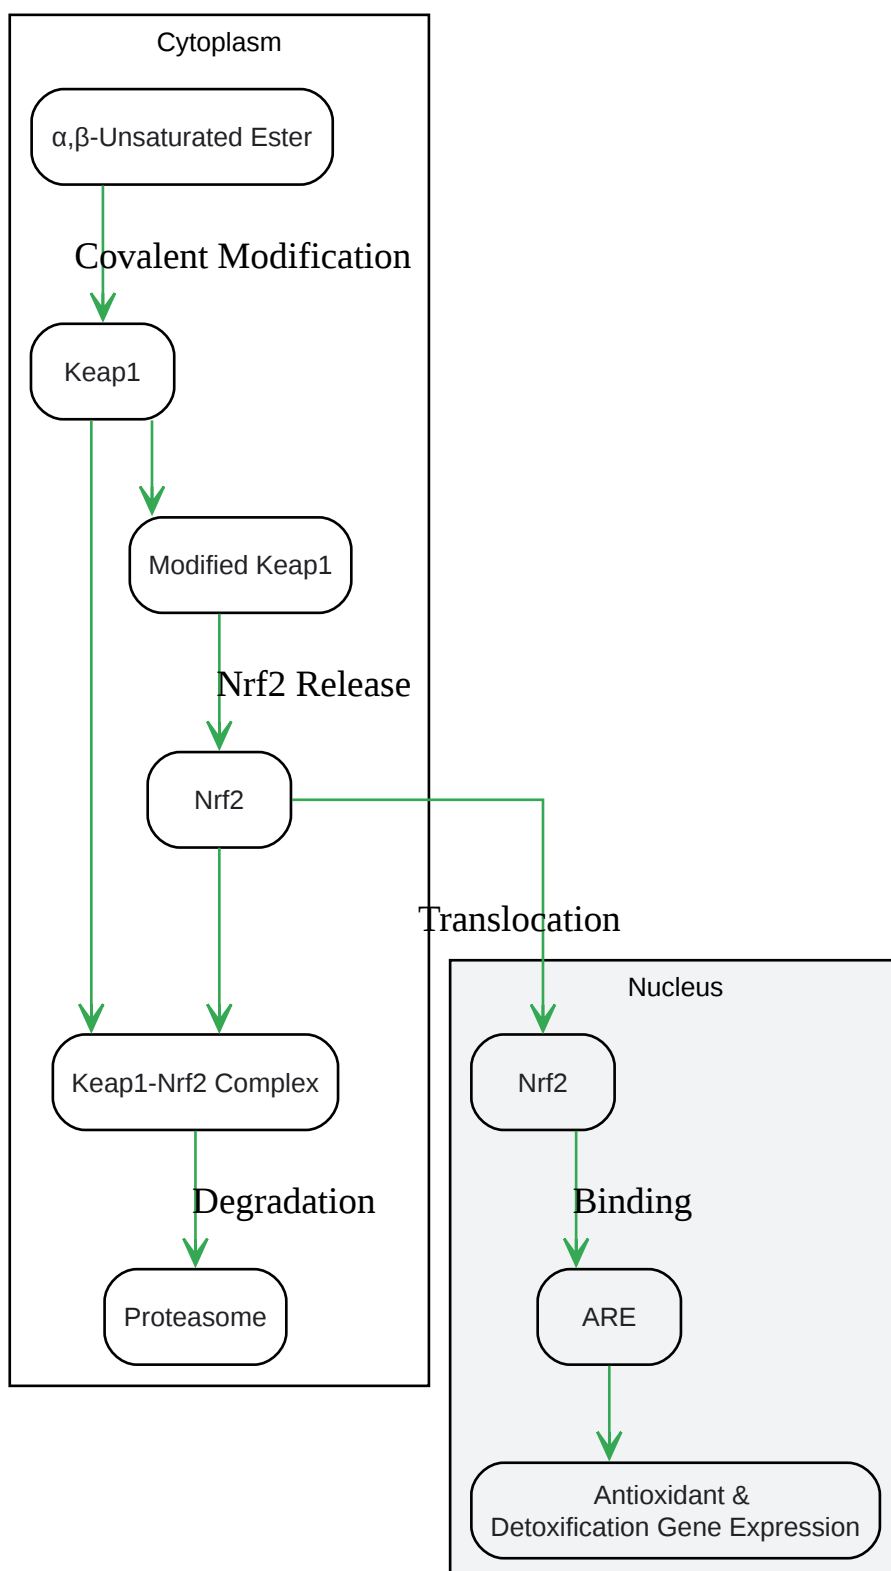 Cytoplasm
α,β-Unsaturated Ester
Covalent Modification
Keap1
Modified Keap1
Nrf2 Release
Nrf2
Translocation
Nucleus
Keap1-Nrf2 Complex
Nrf2
Degradation
Binding
Proteasome
ARE
Antioxidant &
Detoxification Gene Expression